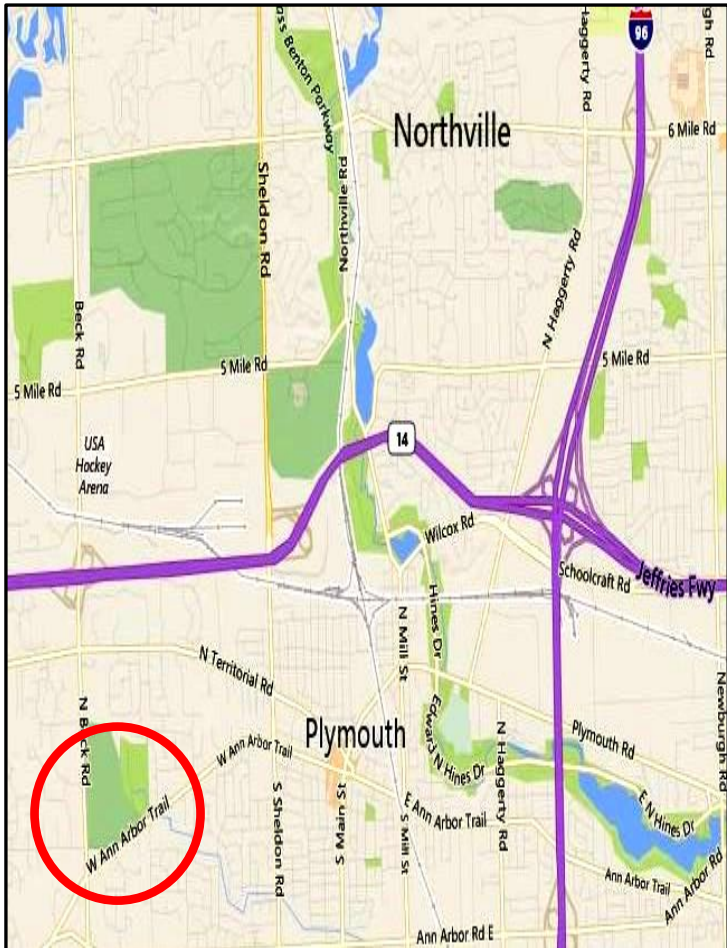 96
gh Rd
Haggerty Rd
ass Benton Parkway
Northville
6 Mile Rd
Sheldon Rd
Northville Rd
N Haggerty Rd
Beck Rd
5 Mile Rd
5 Mile Rd
5 Mile Rd
14
USA
Hockey
Arena
Wilcox Rd
Schoolcraft Rd
Jeffries Fwy
Hines Dr
N Mill St
N Territorial Rd
Newburgh Rd
N Beck Rd
Plymouth
W Ann Arbor Trail
Edward N Hines Dr
N Haggerty Rd
Plymouth Rd
W Ann Arbor Trail
S Sheldon Rd
S Main St
S Mill St
E Ann Arbor Trail
E N Hines Dr
Ann Arbor Trail
Ann Arbor Rd
Ann Arbor Rd E